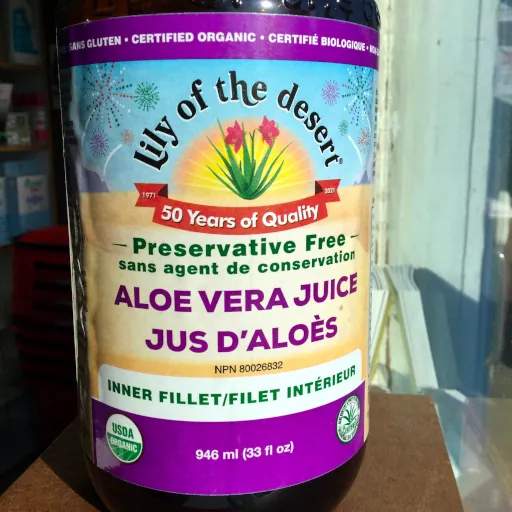 SANS GLUTEN • CERTIFIED ORGANIC • CERTIFIÉ BIOLOGIQUE •
Lily of the desert
1971 2021
50 Years of Quality
Preservative Free
sans agent de conservation
ALOE VERA JUICE
JUS D'ALOÈS
NPN 80026832
INNER FILLET/FILET INTÉRIEUR
USDA
ORGANIC
946 ml (33 fl oz)